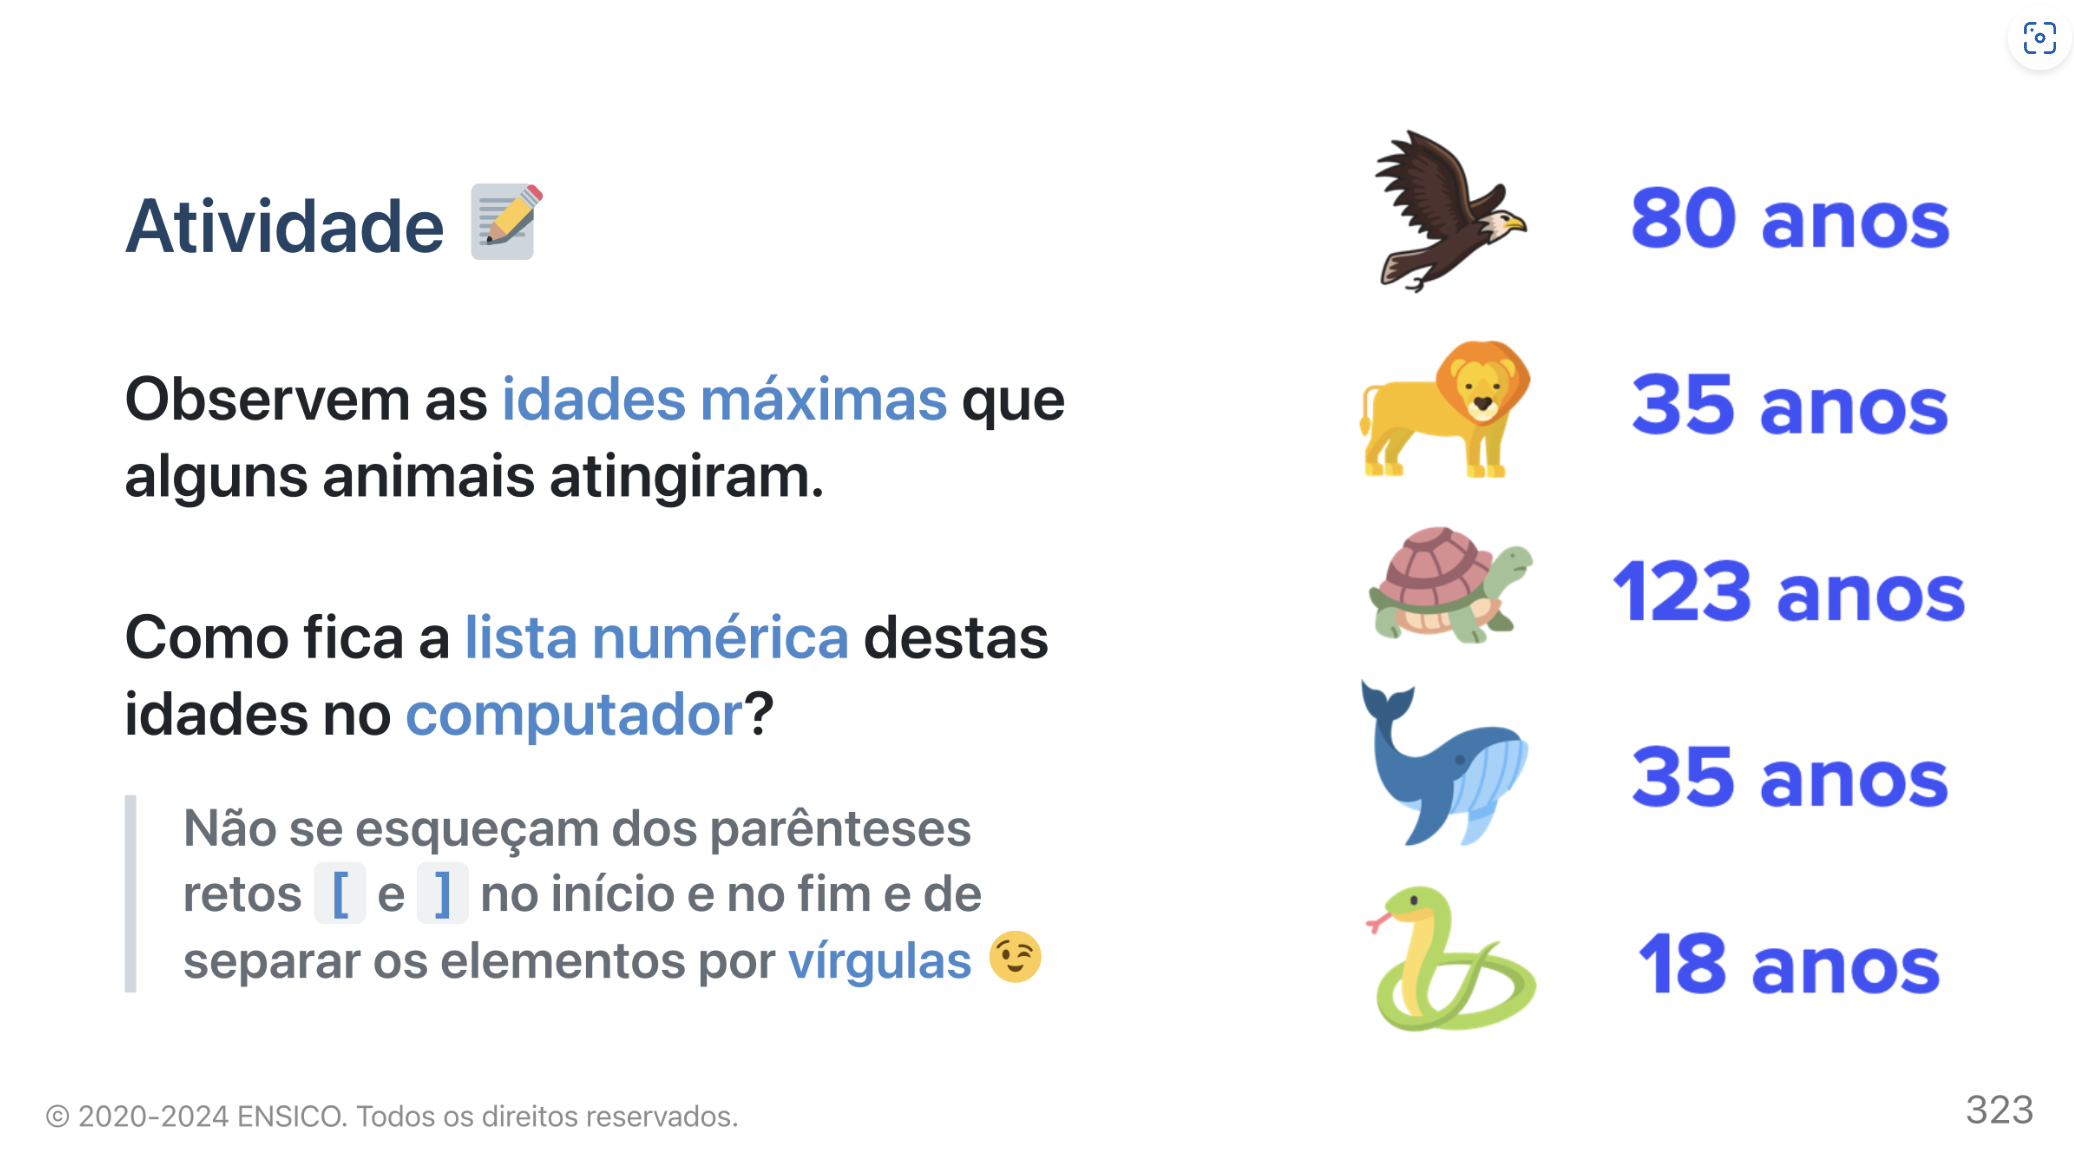 Atividade
Observem as idades máximas que
alguns animais atingiram.
Como fica a lista numérica destas
idades no computador?
Não se esqueçam dos parênteses
retos [ e ] no início e no fim e de
separar os elementos por vírgulas 😉
80 anos
35 anos
123 anos
35 anos
18 anos
© 2020-2024 ENSICO. Todos os direitos reservados.
323